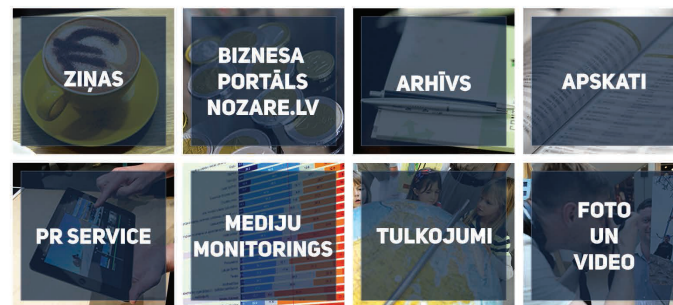 ZIŅAS
BIZNESA
PORTĀLS
NOZARE.LV
ARHĪVS
APSKATI
PR SERVICE
MEDIJU
MONITORINGS
TULKOJUMI
FOTO
UN
VIDEO